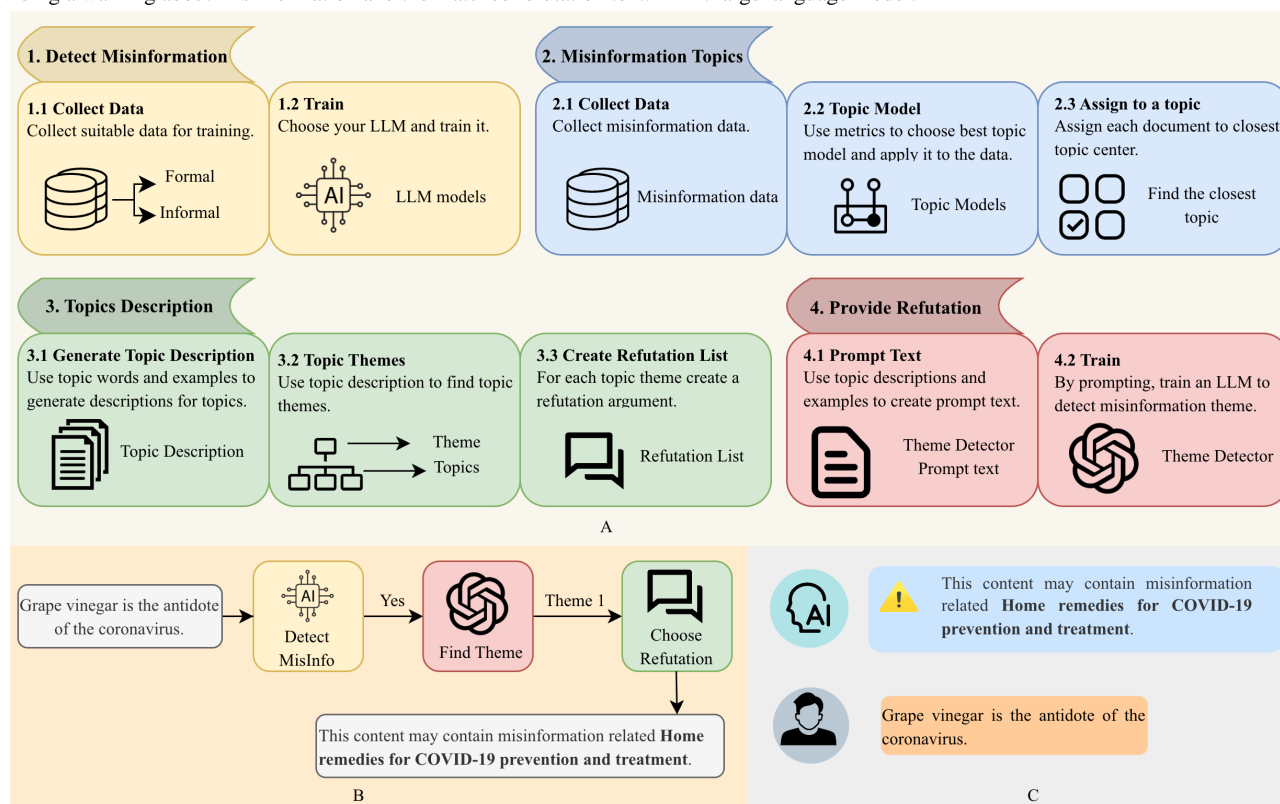 1. Detect Misinformation
1.1 Collect Data
Collect suitable data for training.
Formal
Informal
1.2 Train
Choose your LLM and train it.
AI
LLM models
2. Misinformation Topics
2.1 Collect Data
Collect misinformation data.
Misinformation data
2.2 Topic Model
Use metrics to choose best topic
model and apply it to the data.
Topic Models
2.3 Assign to a topic
Assign each document to closest
topic center.
Find the closest
topic
3. Topics Description
3.1 Generate Topic Description
Use topic words and examples to
generate descriptions for topics.
Topic Description
3.2 Topic Themes
Use topic description to find topic
themes.
Theme
Topics
3.3 Create Refutation List
For each topic theme create a
refutation argument.
Refutation List
4. Provide Refutation
4.1 Prompt Text
Use topic descriptions and
examples to create prompt text.
Theme Detector
Prompt text
4.2 Train
By prompting, train an LLM to
detect misinformation theme.
Theme Detector
A
Grape vinegar is the antidote
of the coronavirus.
AI
Detect
MisInfo
Yes
Find Theme
Theme 1
Choose
Refutation
This content may contain misinformation related Home
remedies for COVID-19 prevention and treatment.
B
AI
This content may contain misinformation
related Home remedies for COVID-19
prevention and treatment.
Grape vinegar is the antidote of the
coronavirus.
C